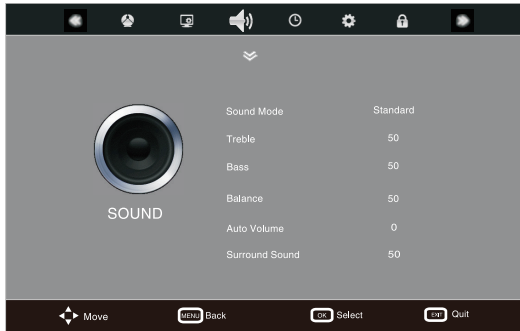 Sound Mode Standard
Treble 50
Bass 50
Balance 50
SOUND
Auto Volume 0
Surround Sound 50
Move MENU Back OK Select EXIT Quit